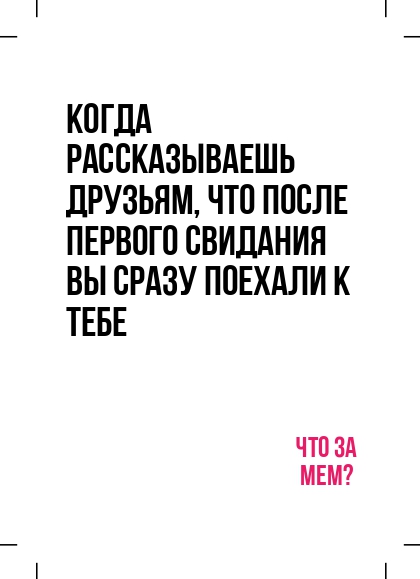 КОГДА
РАССКАЗЫВАЕШЬ
ДРУЗЬЯМ, ЧТО ПОСЛЕ
ПЕРВОГО СВИДАНИЯ
ВЫ СРАЗУ ПОЕХАЛИ К
ТЕБЕ
ЧТО ЗА
МЕМ?